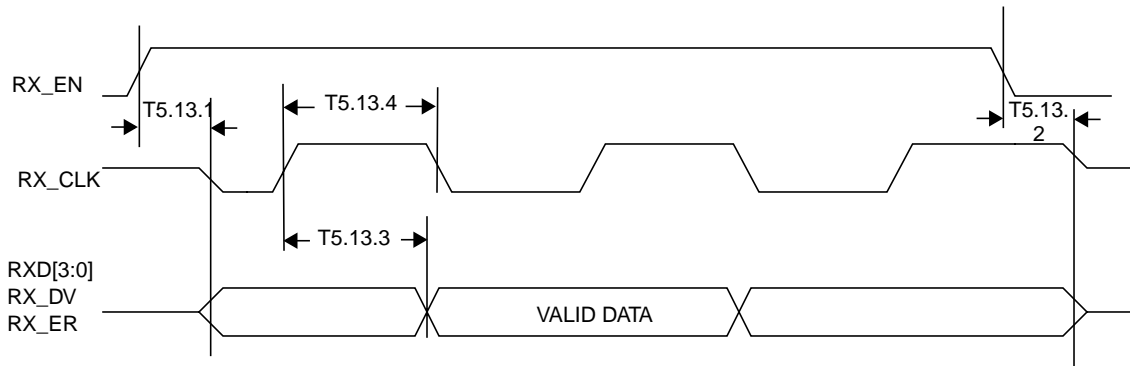 RX_EN
T5.13.1
T5.13.4
T5.13.
2
RX_CLK
T5.13.3
RXD[3:0]
RX_DV
RX_ER
VALID DATA